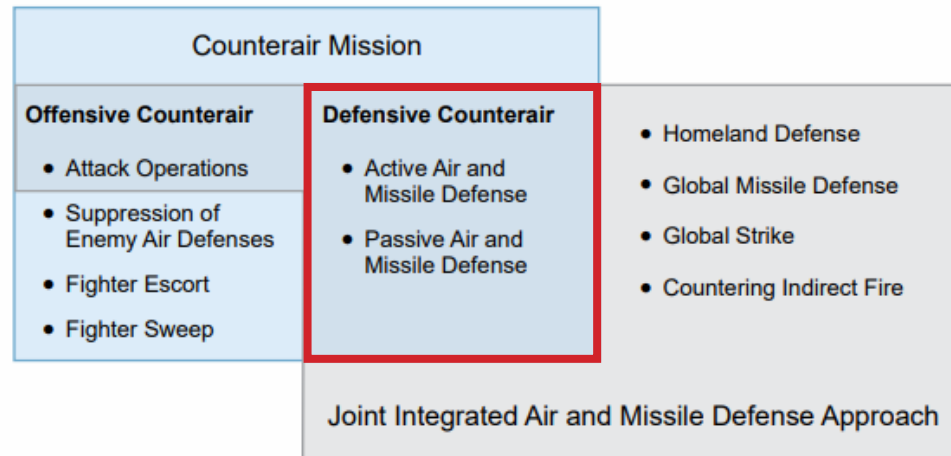 Counterair Mission
Offensive Counterair
• Attack Operations
• Suppression of
Enemy Air Defenses
• Fighter Escort
• Fighter Sweep
Defensive Counterair
• Active Air and
Missile Defense
• Passive Air and
Missile Defense
• Homeland Defense
• Global Missile Defense
• Global Strike
• Countering Indirect Fire
Joint Integrated Air and Missile Defense Approach